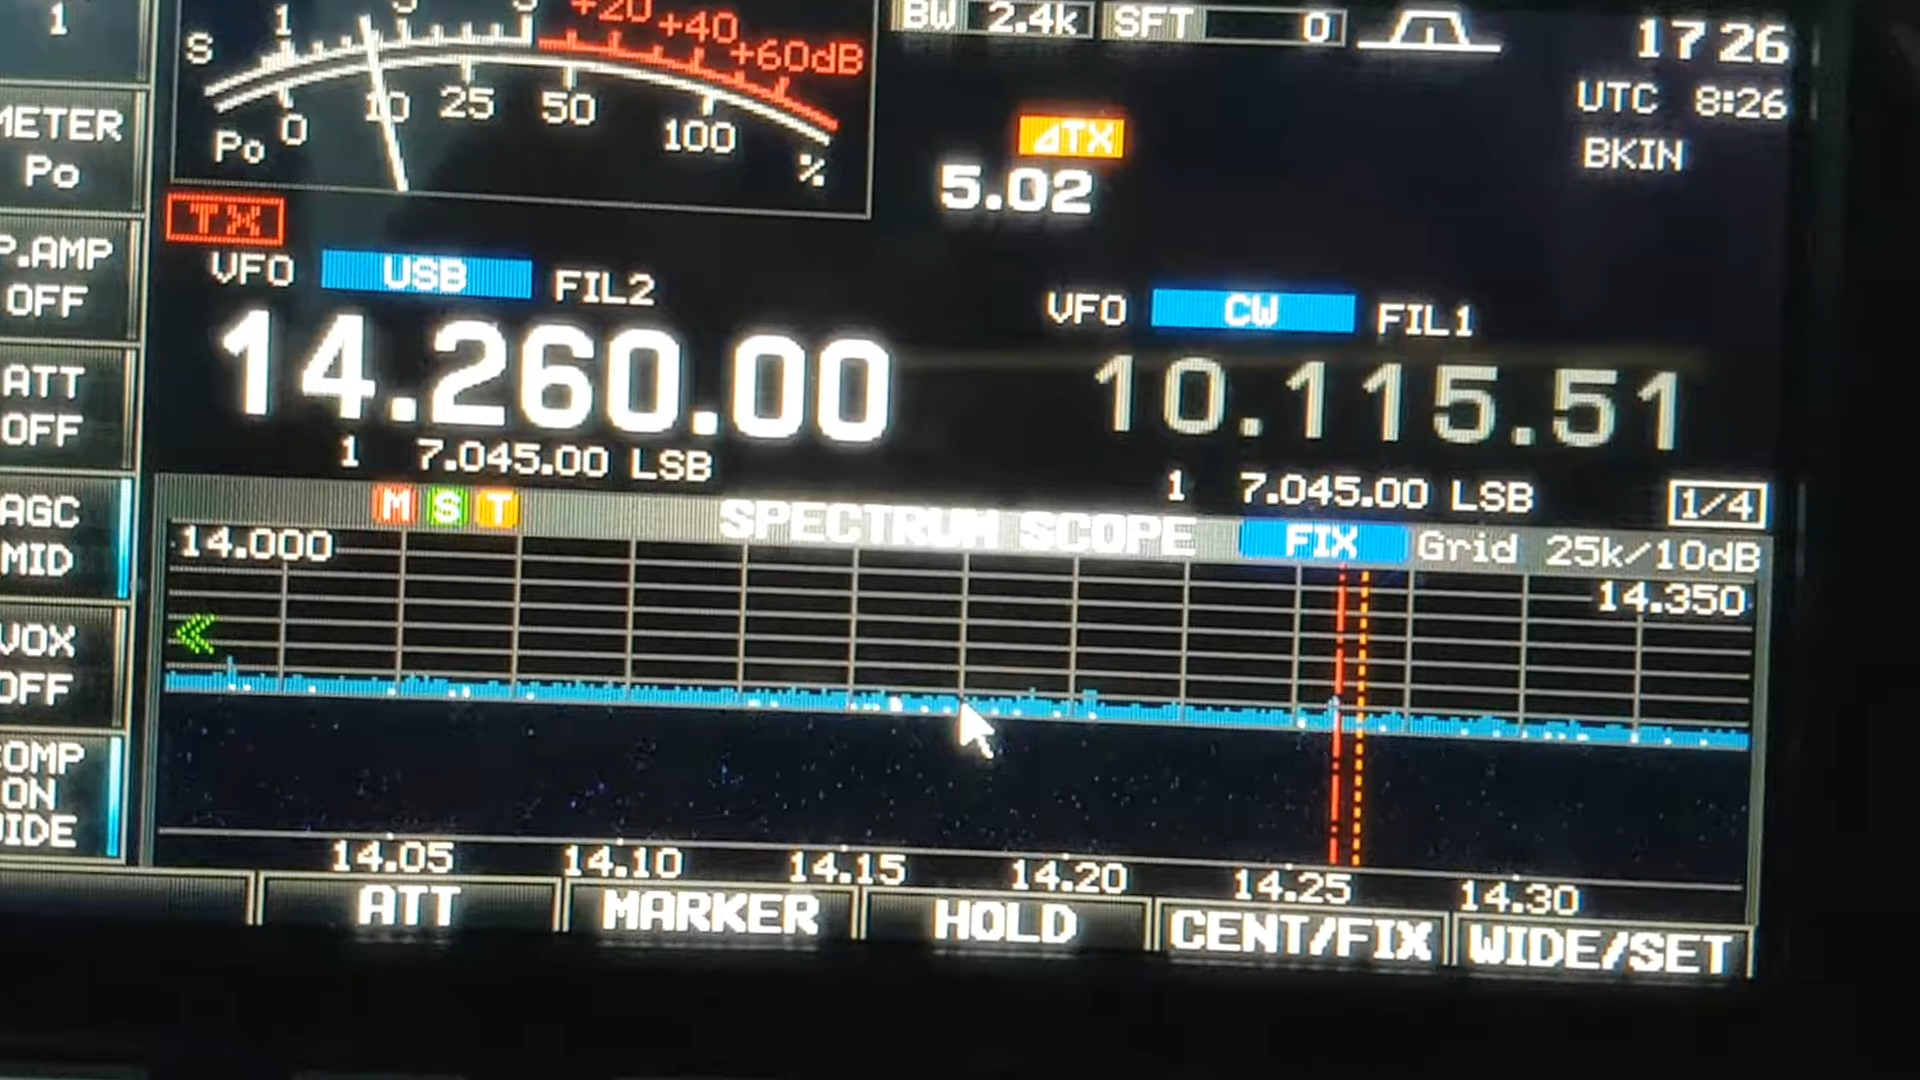 1
BW 2.4k SFT 0
17 26
S 1 +20 +40 +60dB
UTC 8:26
METER
Po
Po 0 10 25 50 100 %
⊿TX
BKIN
5.02
TX
P.AMP
OFF
VFO USB FIL2
VFO CW FIL1
14.260.00
10.115.51
ATT
OFF
1 7.045.00 LSB
1 7.045.00 LSB
1/4
AGC
MID
M S T SPECTRUM SCOPE FIX Grid 25k/10dB
14.000
14.350
VOX
OFF
COMP
ON
WIDE
14.05 14.10 14.15 14.20 14.25 14.30
ATT MARKER HOLD CENT/FIX WIDE/SET